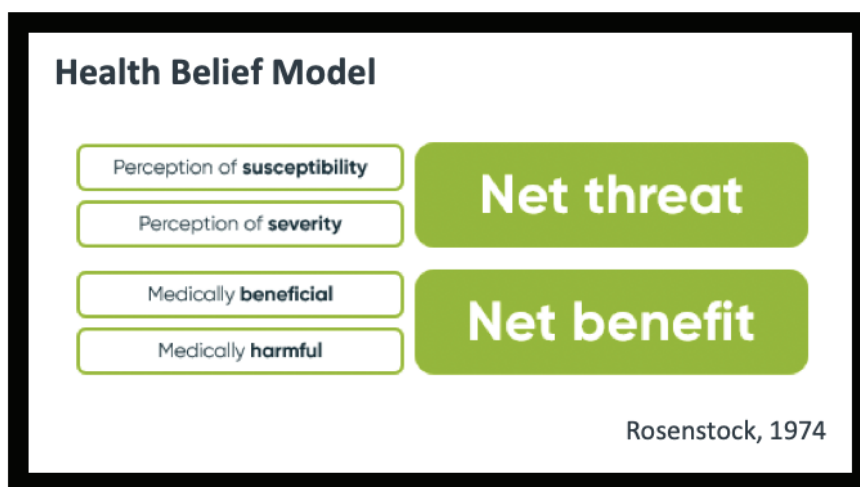 Health Belief Model
Perception of susceptibility
Perception of severity
Net threat
Medically beneficial
Medically harmful
Net benefit
Rosenstock, 1974